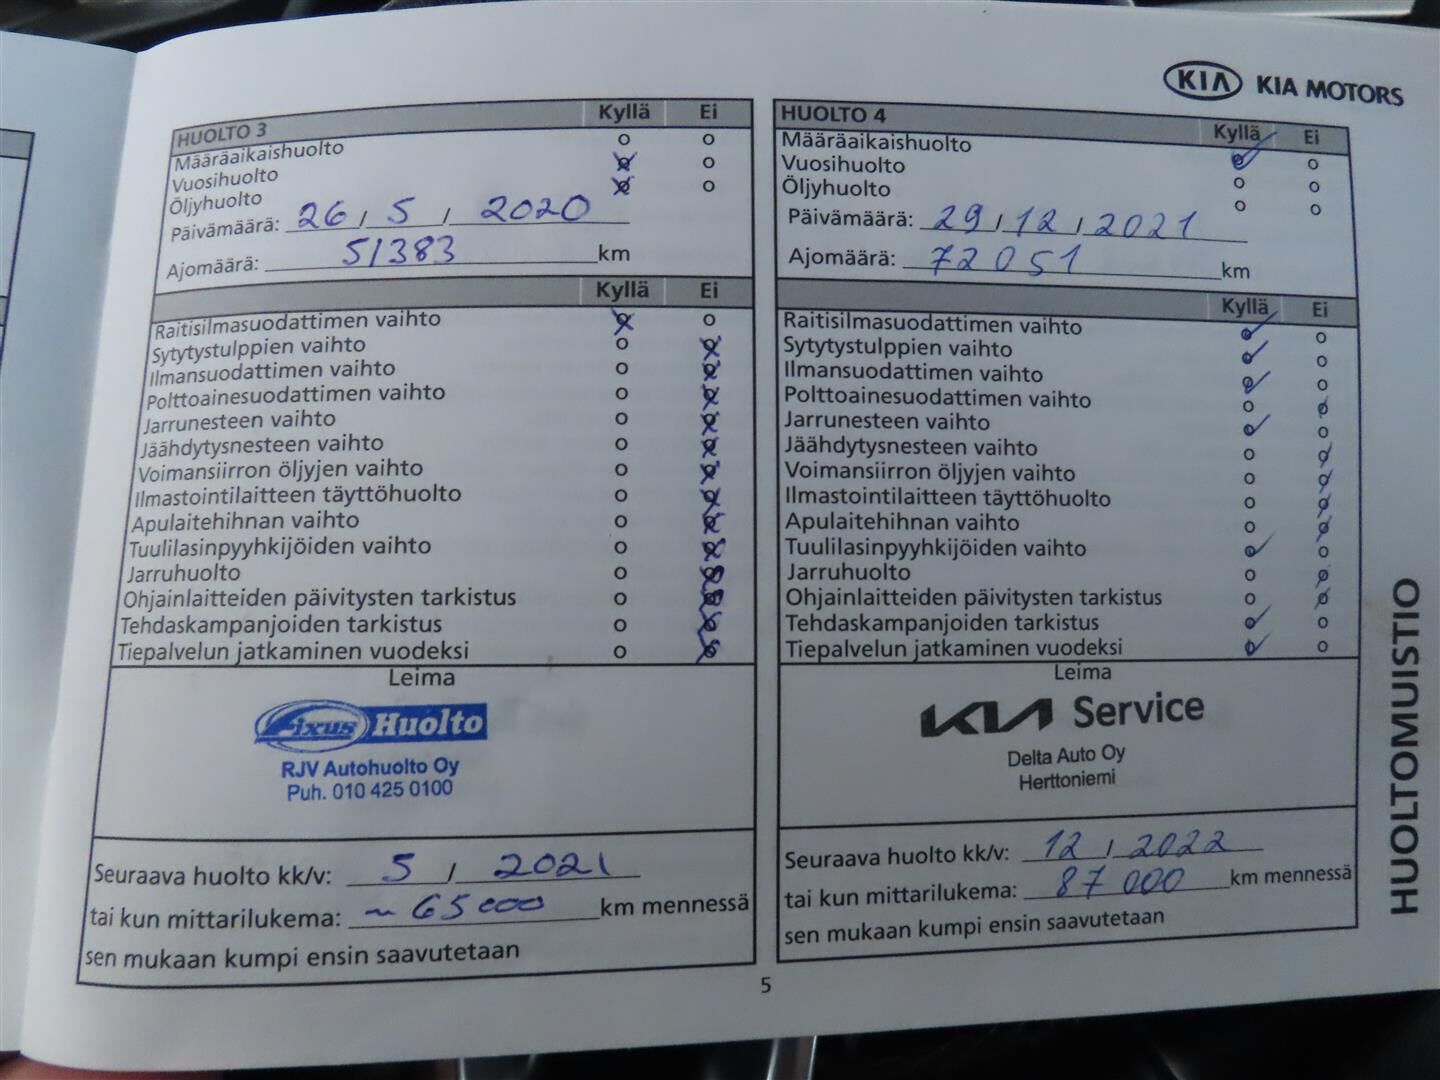 KIA KIA MOTORS
HUOLTO 3 Kyllä Ei
Määräaikaishuolto o o
Vuosihuolto o o
Öljyhuolto o o
Päivämäärä: 26 / 5 / 2020
Ajomäärä: 51383 km
Kyllä Ei
Raitisilmasuodattimen vaihto
Sytytystulppien vaihto
Ilmansuodattimen vaihto
Polttoainesuodattimen vaihto
Jarrunesteen vaihto
Jäähdytysnesteen vaihto
Voimansiirron öljyjen vaihto
Ilmastointilaitteen täyttöhuolto
Apulaitehihnan vaihto
Tuulilasinpyyhkijöiden vaihto
Jarruhuolto
Ohjainlaitteiden päivitysten tarkistus
Tehdaskampanjoiden tarkistus
Tiepalvelun jatkaminen vuodeksi
Leima
Fixus Huolto
RJV Autohuolto Oy
Puh. 010 425 0100
Seuraava huolto kk/v: 5 / 2021
tai kun mittarilukema: ~ 65000 km mennessä
sen mukaan kumpi ensin saavutetaan
HUOLTO 4 Kyllä Ei
Määräaikaishuolto
Vuosihuolto
Öljyhuolto
Päivämäärä: 29 / 12 / 2021
Ajomäärä: 72051 km
Kyllä Ei
Raitisilmasuodattimen vaihto
Sytytystulppien vaihto
Ilmansuodattimen vaihto
Polttoainesuodattimen vaihto
Jarrunesteen vaihto
Jäähdytysnesteen vaihto
Voimansiirron öljyjen vaihto
Ilmastointilaitteen täyttöhuolto
Apulaitehihnan vaihto
Tuulilasinpyyhkijöiden vaihto
Jarruhuolto
Ohjainlaitteiden päivitysten tarkistus
Tehdaskampanjoiden tarkistus
Tiepalvelun jatkaminen vuodeksi
Leima
KIA Service
Delta Auto Oy
Herttoniemi
Seuraava huolto kk/v: 12 / 2022
tai kun mittarilukema: 87 000 km mennessä
sen mukaan kumpi ensin saavutetaan
HUOLTOMUISTIO
5